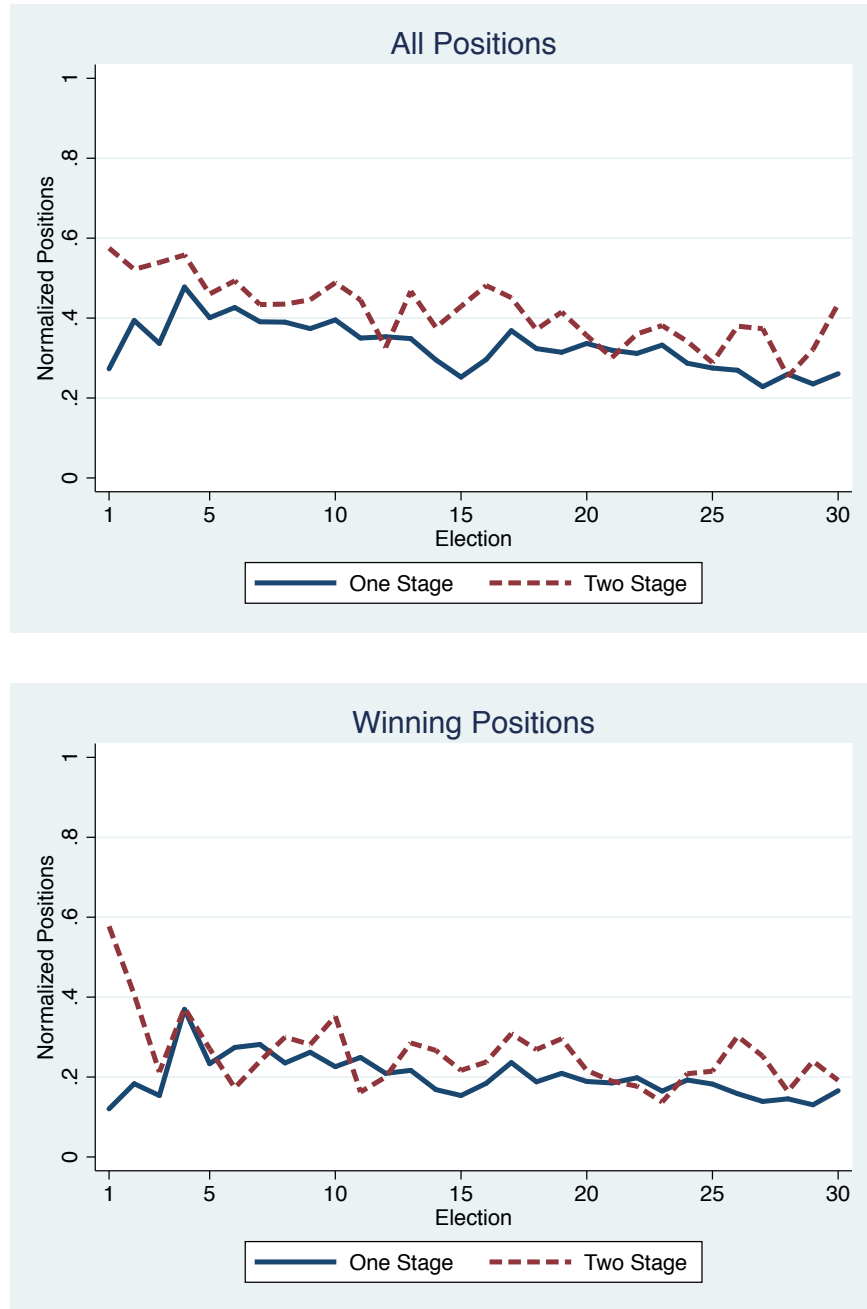 All Positions
Normalized Positions
1
.8
.6
.4
.2
0
1 5 10 15 20 25 30
Election
One Stage Two Stage
Winning Positions
Normalized Positions
1
.8
.6
.4
.2
0
1 5 10 15 20 25 30
Election
One Stage Two Stage